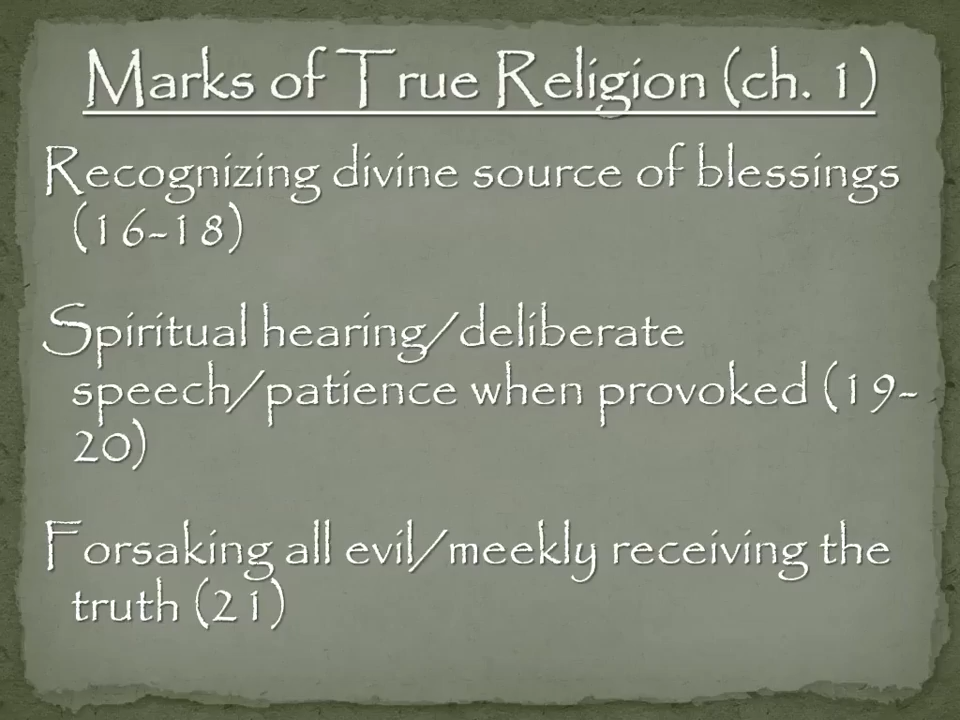 Marks of True Religion (ch. 1)
Recognizing divine source of blessings
(16-18)
Spiritual hearing/deliberate
speech/patience when provoked (19-
20)
Forsaking all evil/meekly receiving the
truth (21)